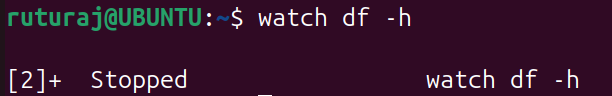 ruturaj@UBUNTU:~$ watch df -h
[2]+  Stopped                 watch df -h